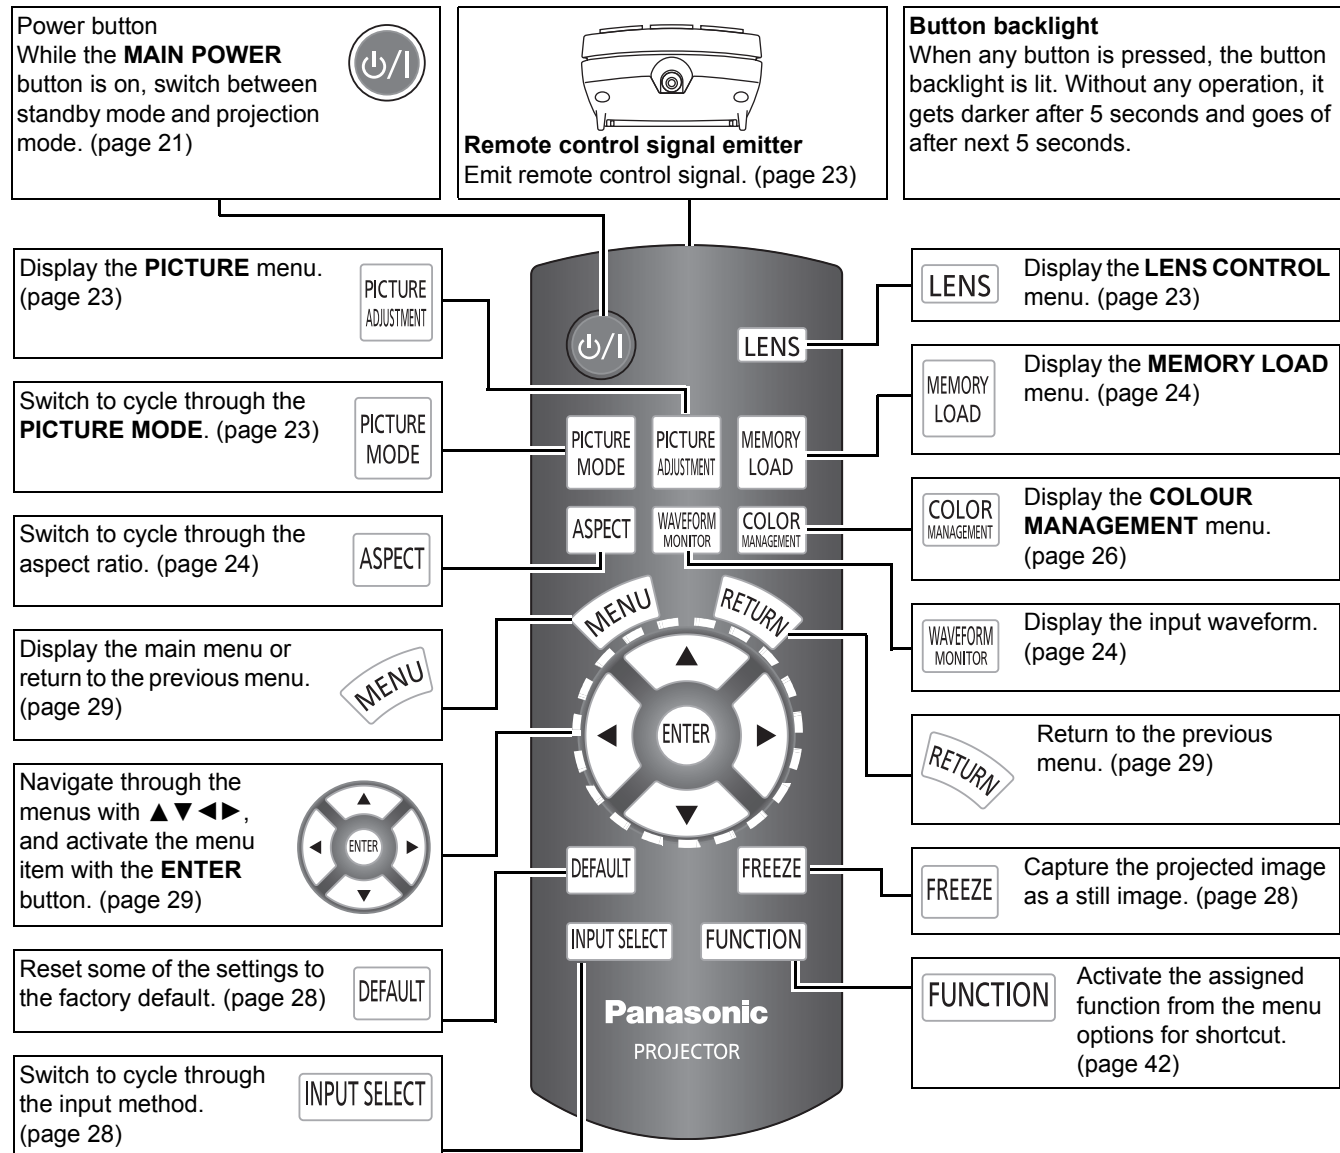 Power button
While the MAIN POWER
button is on, switch between
standby mode and projection
mode. (page 21)
Remote control signal emitter
Emit remote control signal. (page 23)
Button backlight
When any button is pressed, the button
backlight is lit. Without any operation, it
gets darker after 5 seconds and goes of
after next 5 seconds.
Display the PICTURE menu.
(page 23)
PICTURE
ADJUSTMENT
Switch to cycle through the
PICTURE MODE. (page 23)
PICTURE
MODE
Switch to cycle through the
aspect ratio. (page 24)
ASPECT
Display the main menu or
return to the previous menu.
(page 29)
MENU
Navigate through the
menus with ▲▼◄►,
and activate the menu
item with the ENTER
button. (page 29)
▲
◄ ENTER ►
▼
Reset some of the settings to
the factory default. (page 28)
DEFAULT
Switch to cycle through
the input method.
(page 28)
INPUT SELECT
⏻/I
LENS
PICTURE
MODE
PICTURE
ADJUSTMENT
MEMORY
LOAD
ASPECT
WAVEFORM
MONITOR
COLOR
MANAGEMENT
MENU
RETURN
▲
◄ ENTER ►
▼
DEFAULT
FREEZE
INPUT SELECT
FUNCTION
Panasonic
PROJECTOR
LENS
Display the LENS CONTROL
menu. (page 23)
MEMORY
LOAD
Display the MEMORY LOAD
menu. (page 24)
COLOR
MANAGEMENT
Display the COLOUR
MANAGEMENT menu.
(page 26)
WAVEFORM
MONITOR
Display the input waveform.
(page 24)
RETURN
Return to the previous
menu. (page 29)
FREEZE
Capture the projected image
as a still image. (page 28)
FUNCTION
Activate the assigned
function from the menu
options for shortcut.
(page 42)